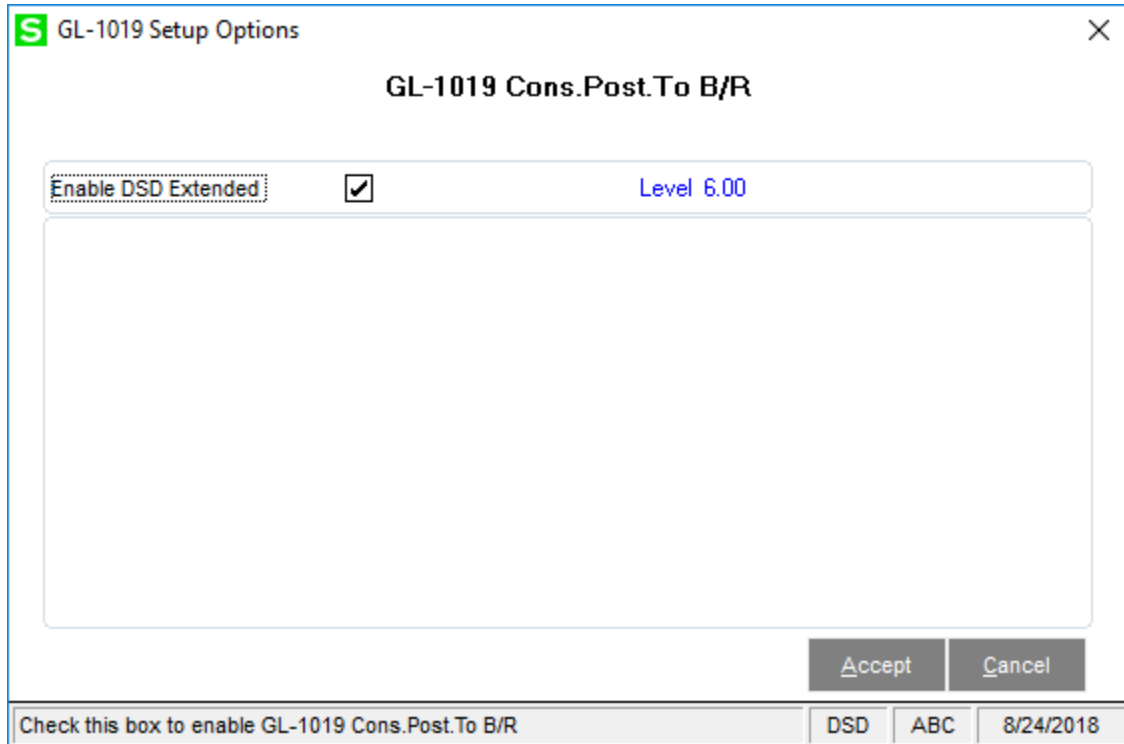 S GL-1019 Setup Options
GL-1019 Cons.Post.To B/R
Enable DSD Extended Level 6.00
Accept Cancel
Check this box to enable GL-1019 Cons.Post.To B/R DSD ABC 8/24/2018